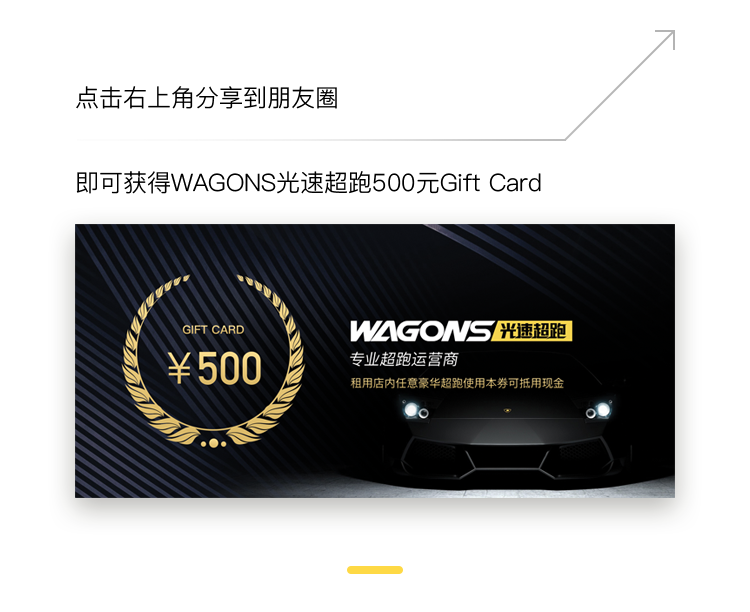 点击右上角分享到朋友圈
即可获得WAGONS光速超跑500元Gift Card
GIFT CARD
¥500
WAGONS光速超跑
专业超跑运营商
租用店内任意豪华超跑使用本券可抵用现金